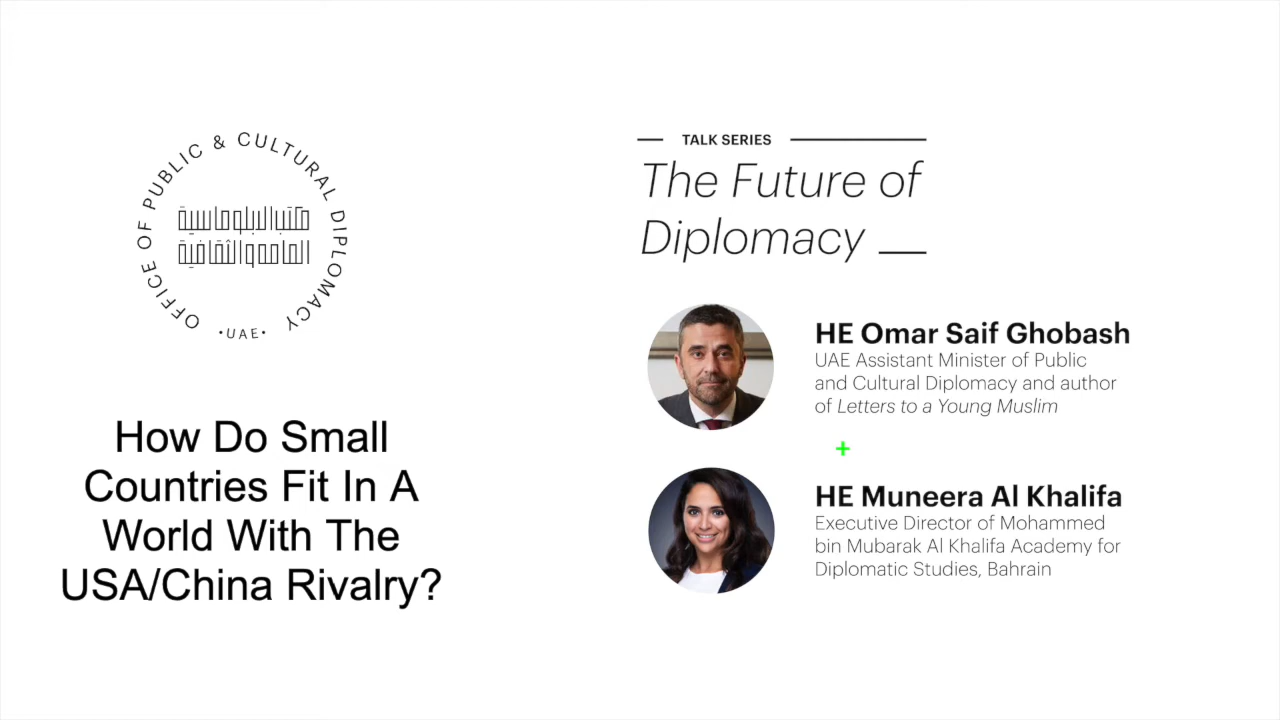 OFFICE OF PUBLIC & CULTURAL DIPLOMACY
مكتب الدبلوماسية
العامة والثقافية
•UAE•
How Do Small
Countries Fit In A
World With The
USA/China Rivalry?
TALK SERIES
The Future of
Diplomacy
HE Omar Saif Ghobash
UAE Assistant Minister of Public
and Cultural Diplomacy and author
of Letters to a Young Muslim
+
HE Muneera Al Khalifa
Executive Director of Mohammed
bin Mubarak Al Khalifa Academy for
Diplomatic Studies, Bahrain